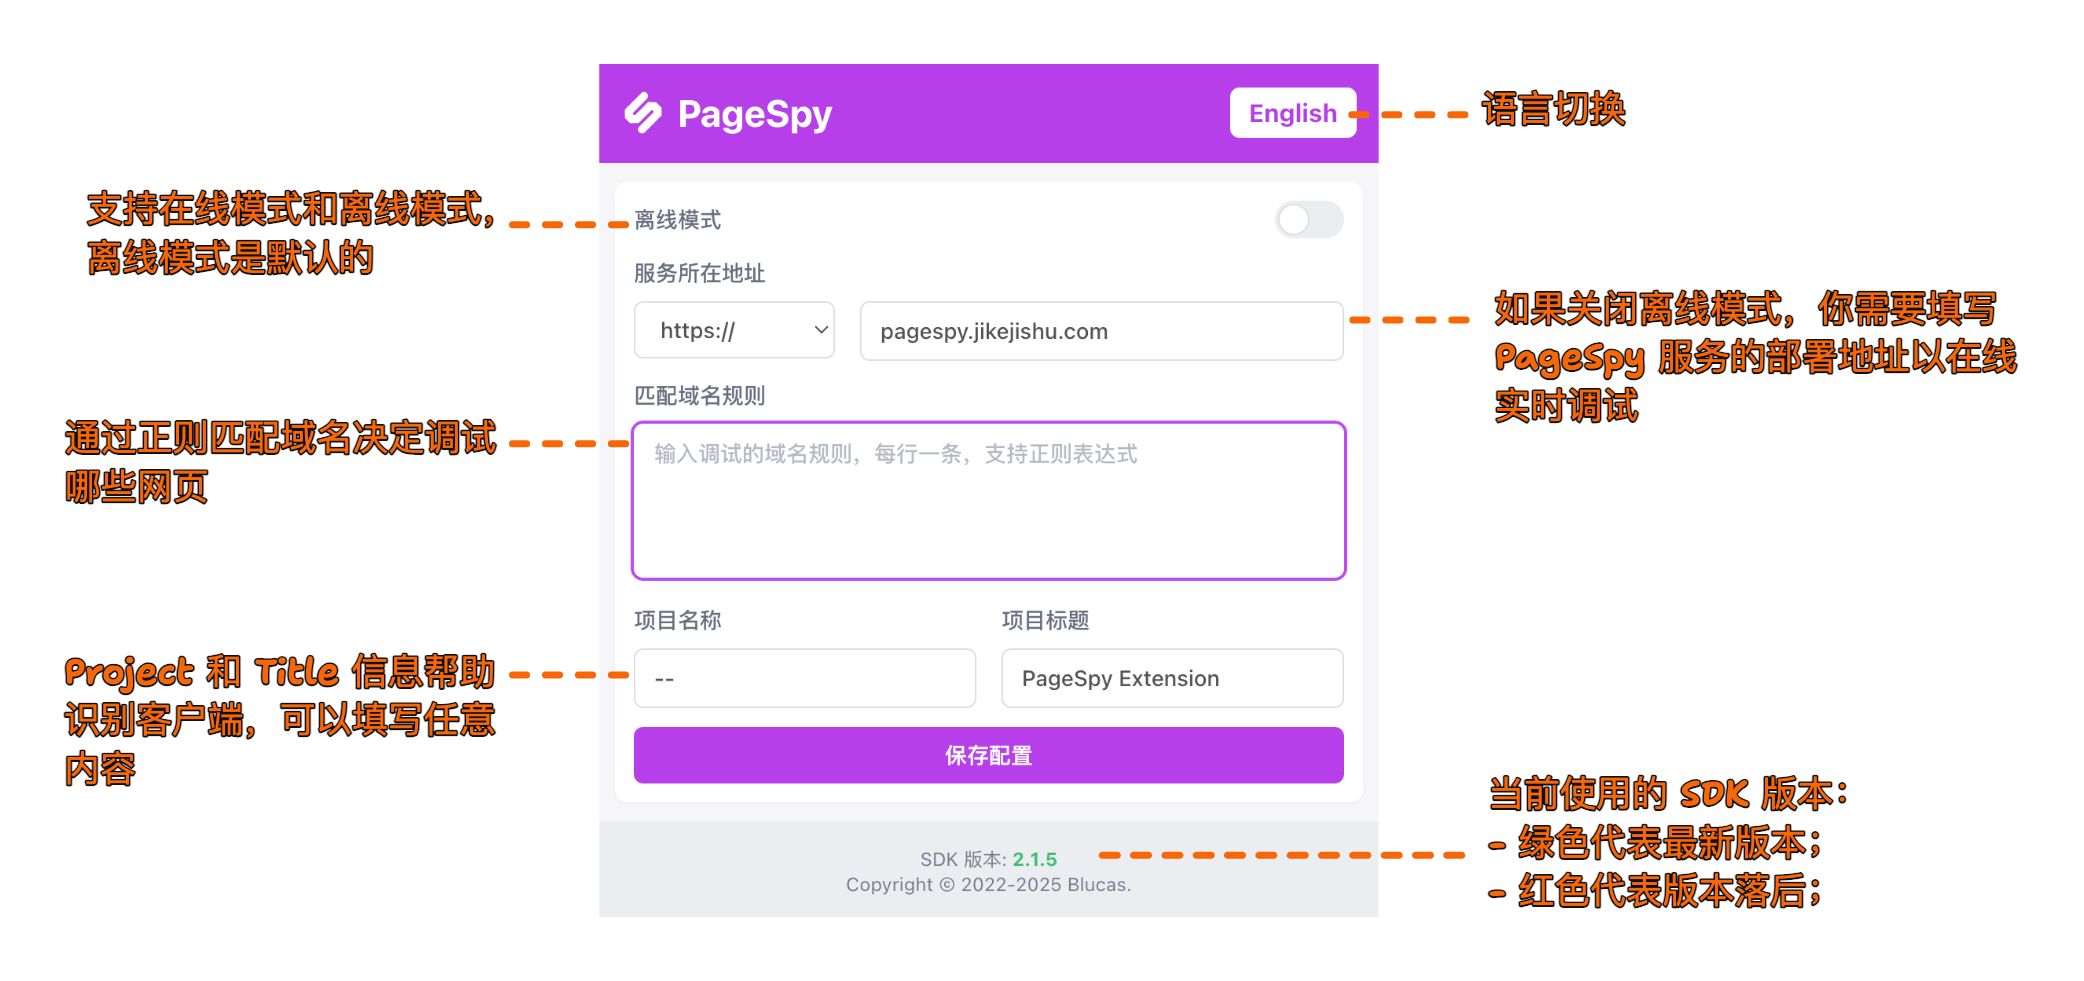 PageSpy
English
语言切换
支持在线模式和离线模式，
离线模式是默认的
离线模式
服务所在地址
https://
pagespy.jikejishu.com
如果关闭离线模式，你需要填写
PageSpy 服务的部署地址以在线
实时调试
匹配域名规则
通过正则匹配域名决定调试
哪些网页
输入调试的域名规则，每行一条，支持正则表达式
项目名称
项目标题
Project 和 Title 信息帮助
识别客户端，可以填写任意
内容
--
PageSpy Extension
保存配置
当前使用的 SDK 版本：
- 绿色代表最新版本；
- 红色代表版本落后；
SDK 版本: 2.1.5
Copyright © 2022-2025 Blucas.